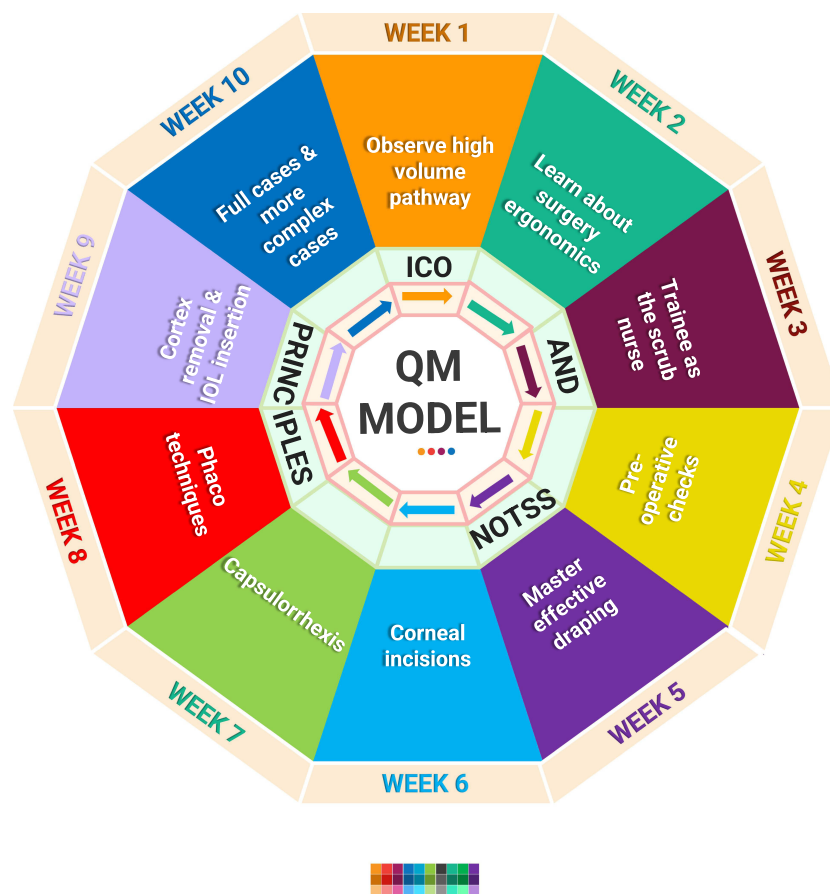 WEEK 1
Observe high
volume
pathway
WEEK 2
Learn about
surgery
ergonomics
WEEK 3
Trainee as
the scrub
nurse
WEEK 4
Pre-
operative
checks
WEEK 5
Master
effective
draping
WEEK 6
Corneal
incisions
WEEK 7
Capsulorrhexis
WEEK 8
Phaco
techniques
WEEK 9
Cortex
removal &
IOL insertion
WEEK 10
Full cases &
more
complex
cases
ICO
AND
NOTSS
PRINCIPLES
QM
MODEL